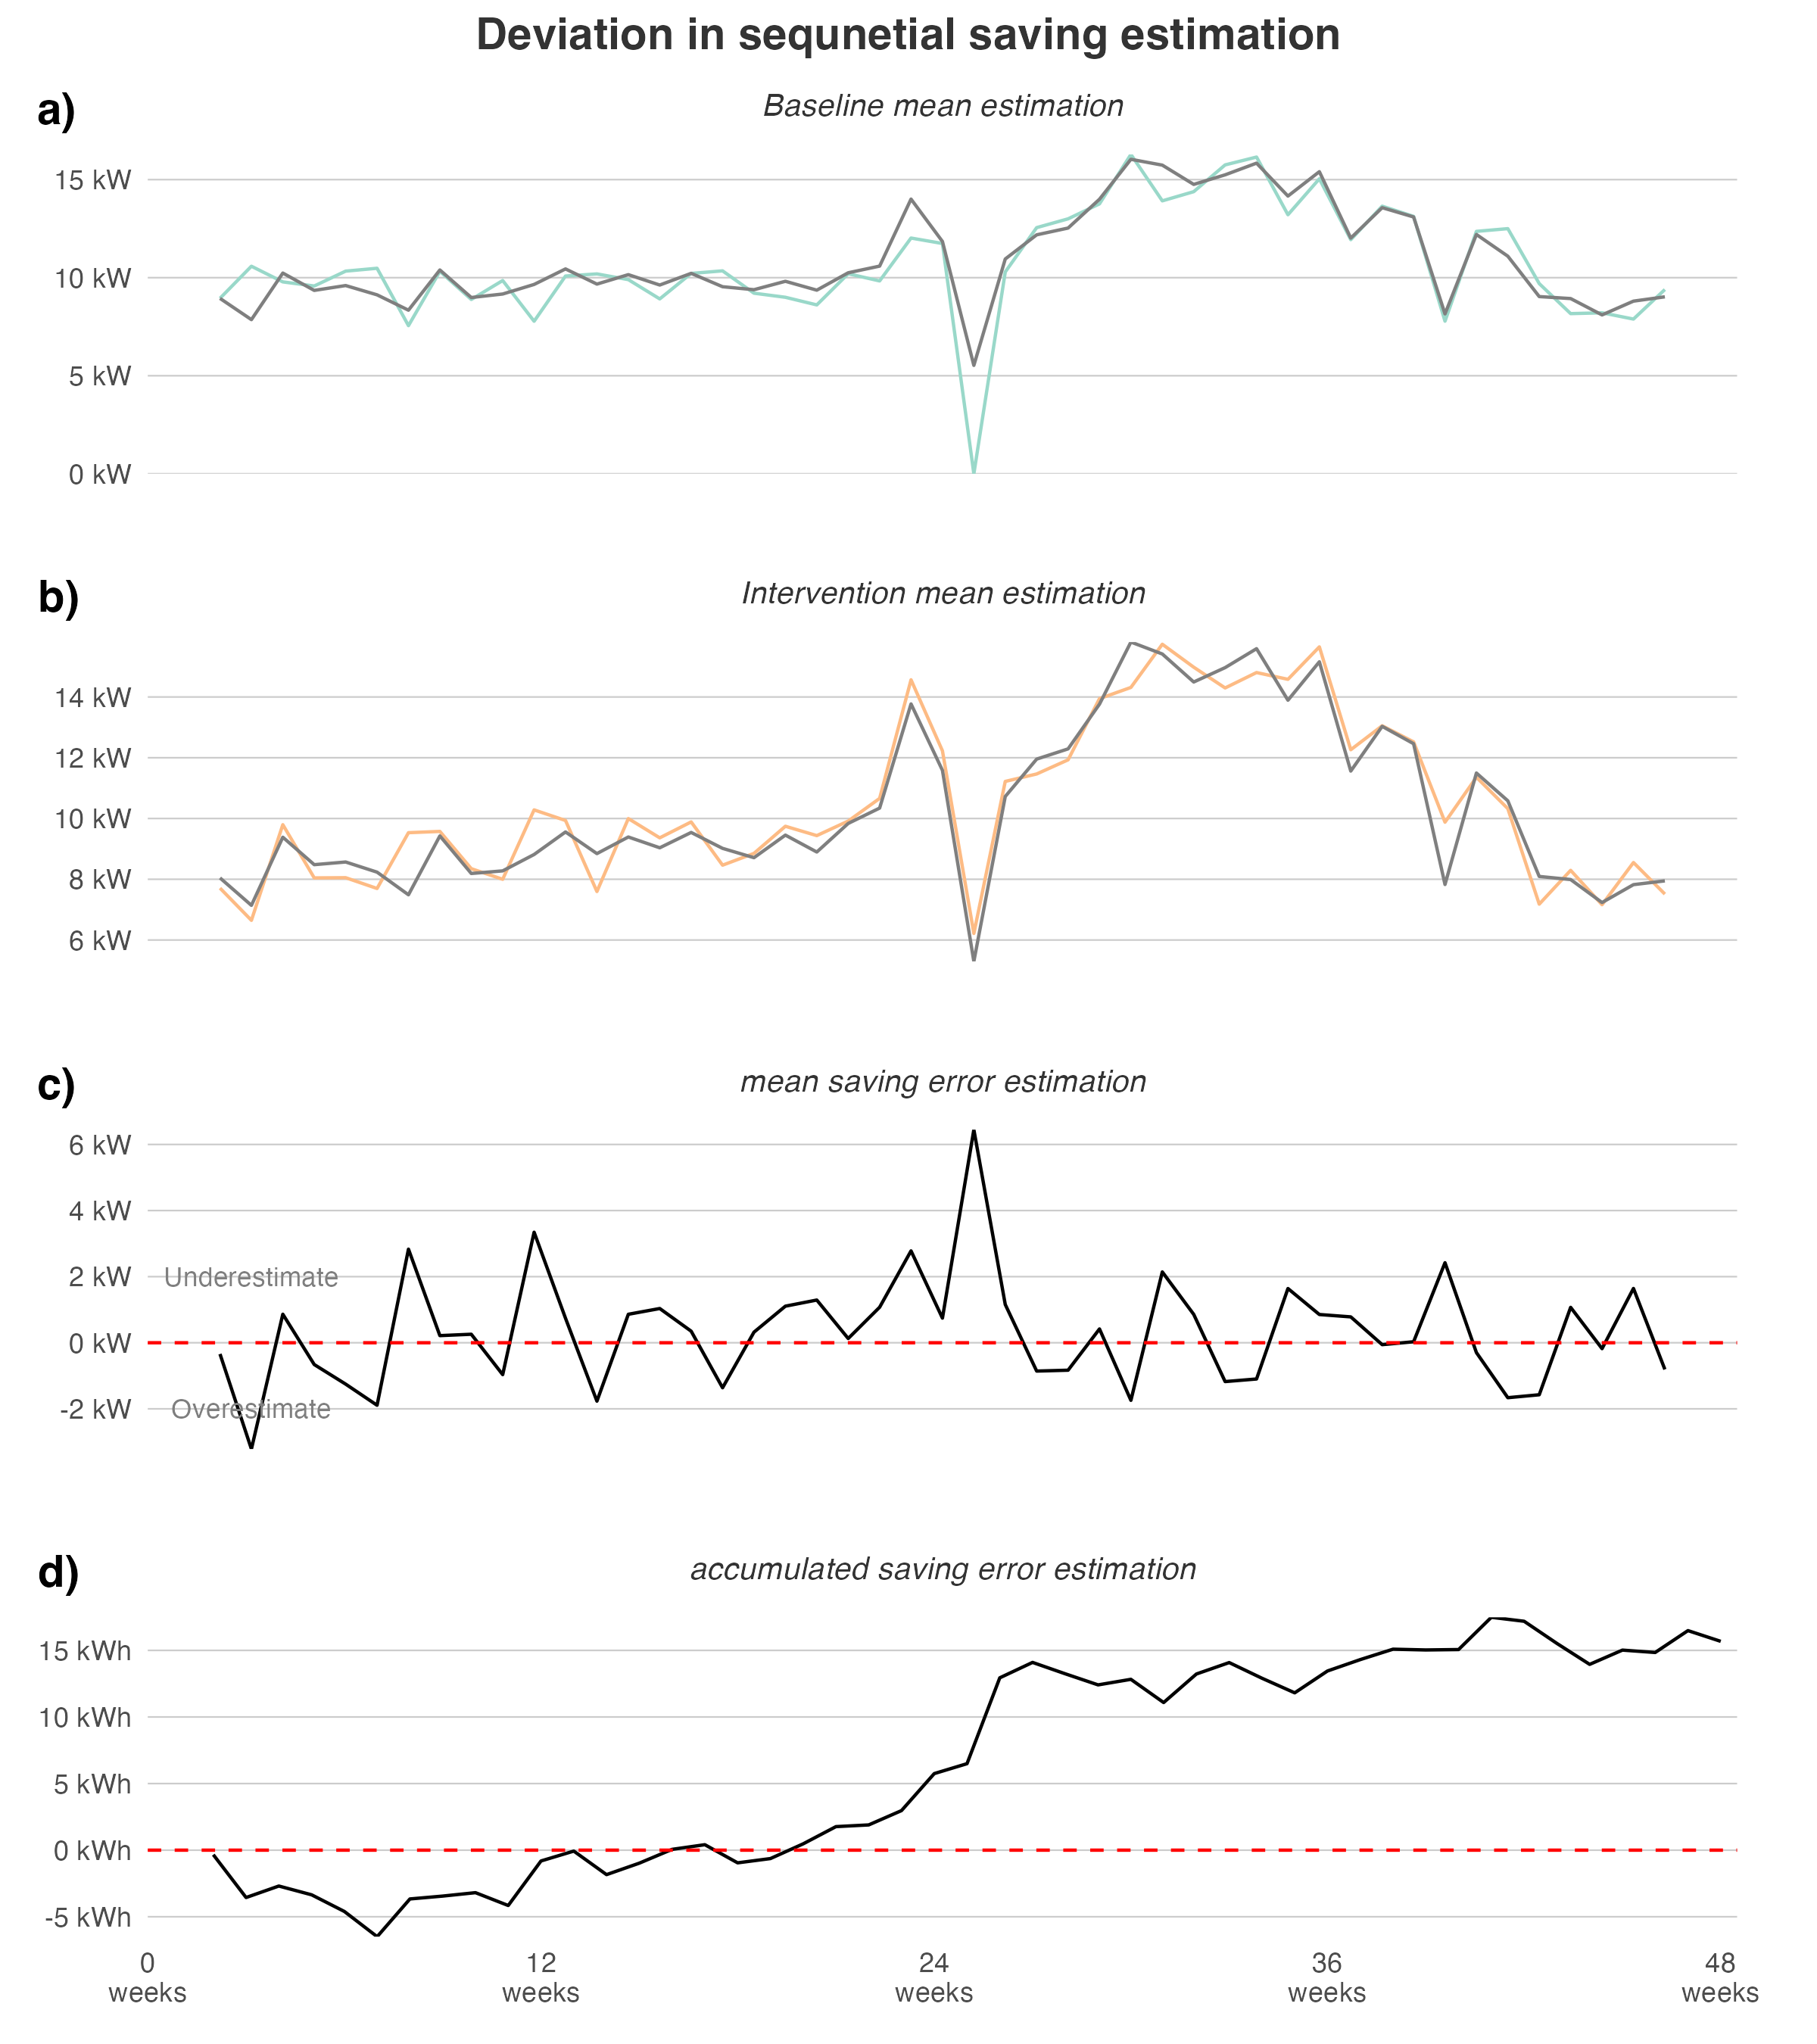 Deviation in sequnetial saving estimation
a)
Baseline mean estimation
15 kW
10 kW
5 kW
0 kW
b)
Intervention mean estimation
14 kW
12 kW
10 kW
8 kW
6 kW
c)
mean saving error estimation
6 kW
4 kW
2 kW
Underestimate
0 kW
-2 kW
Overestimate
d)
accumulated saving error estimation
15 kWh
10 kWh
5 kWh
0 kWh
-5 kWh
0 12 24 36 48
weeks weeks weeks weeks weeks